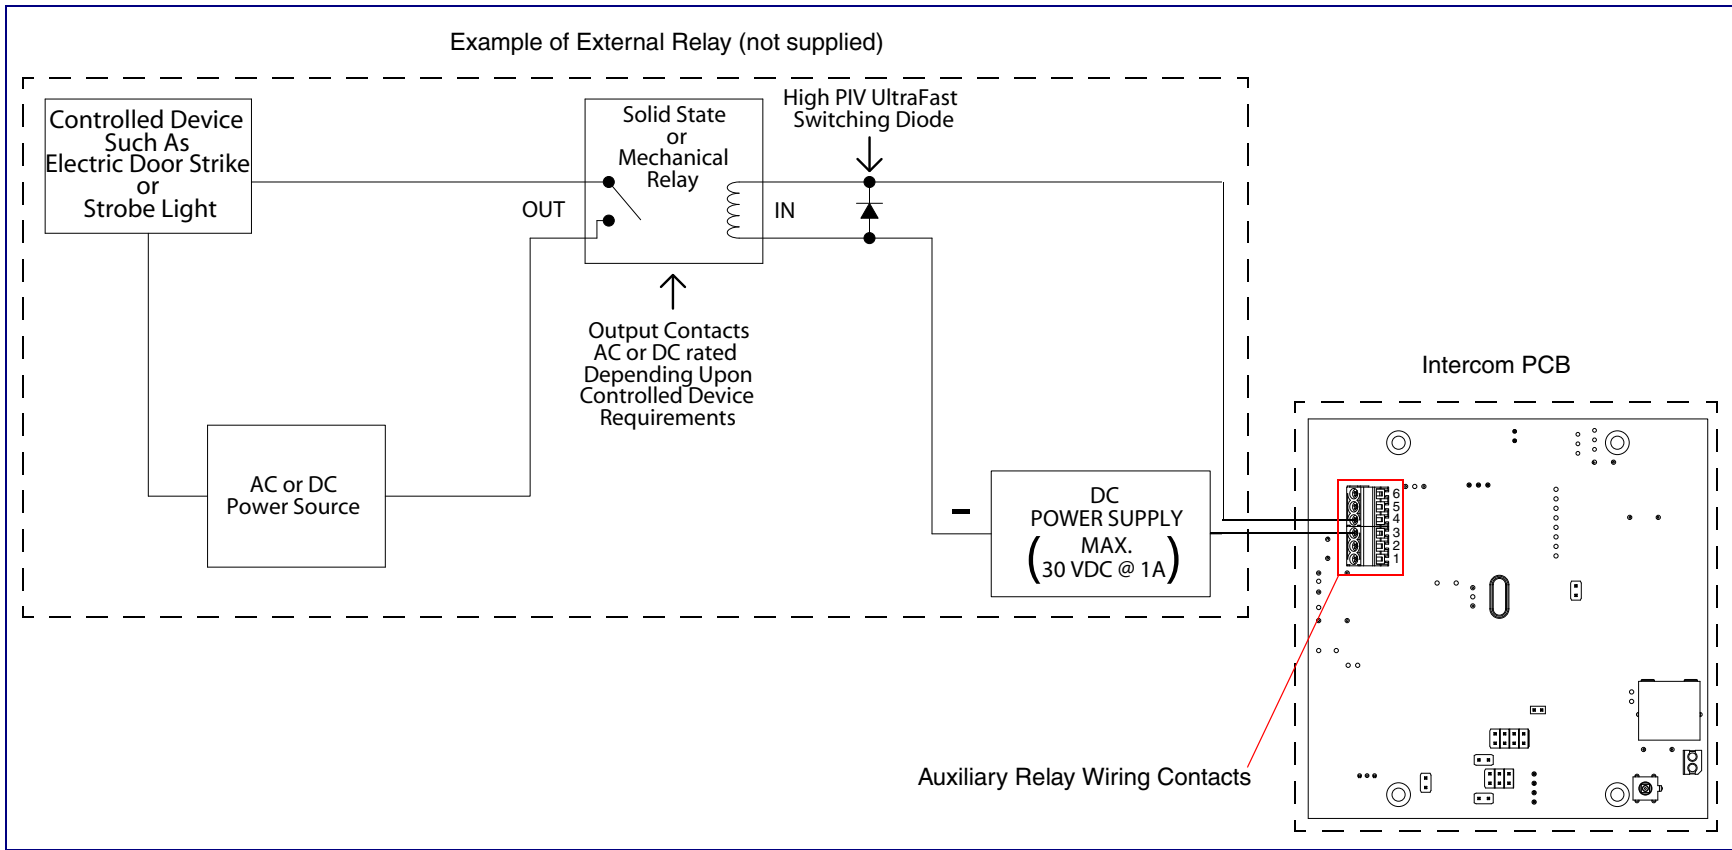 Example of External Relay (not supplied)
Controlled Device
Such As
Electric Door Strike
or
Strobe Light
Solid State
or
Mechanical
Relay
High PIV UltraFast
Switching Diode
OUT
IN
Output Contacts
AC or DC rated
Depending Upon
Controlled Device
Requirements
AC or DC
Power Source
–
DC
POWER SUPPLY
(MAX.
30 VDC @ 1A)
Intercom PCB
6
5
4
3
2
1
Auxiliary Relay Wiring Contacts